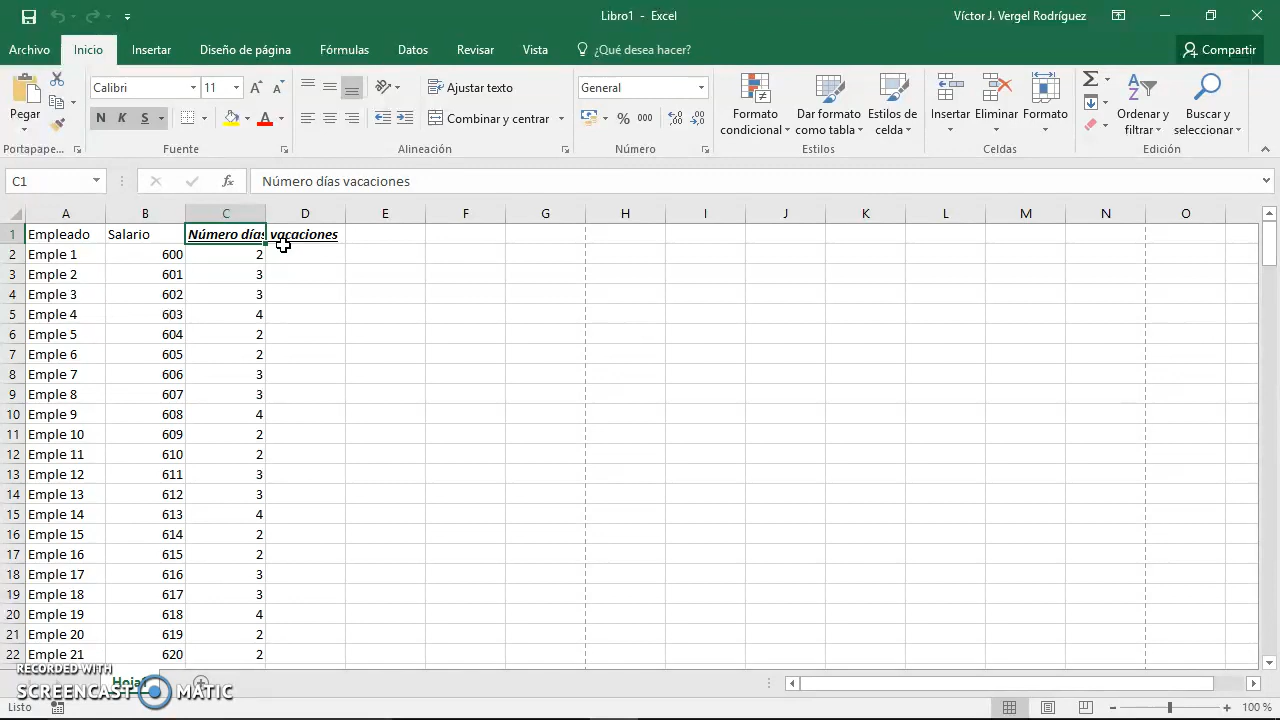 Libro1 - Excel
Víctor J. Vergel Rodríguez
Archivo Inicio Insertar Diseño de página Fórmulas Datos Revisar Vista ¿Qué desea hacer? Compartir
Pegar
Calibri 11
N K S
Ajustar texto
Combinar y centrar
General
% 000
Formato condicional
Dar formato como tabla
Estilos de celda
Insertar Eliminar Formato
Ordenar y filtrar
Buscar y seleccionar
Portapape... Fuente Alineación Número Estilos Celdas Edición
C1 fx Número días vacaciones
A B C D E F G H I J K L M N O
1 Empleado Salario Número días vacaciones
2 Emple 1 600 2
3 Emple 2 601 3
4 Emple 3 602 3
5 Emple 4 603 4
6 Emple 5 604 2
7 Emple 6 605 2
8 Emple 7 606 3
9 Emple 8 607 3
10 Emple 9 608 4
11 Emple 10 609 2
12 Emple 11 610 2
13 Emple 12 611 3
14 Emple 13 612 3
15 Emple 14 613 4
16 Emple 15 614 2
17 Emple 16 615 2
18 Emple 17 616 3
19 Emple 18 617 3
20 Emple 19 618 4
21 Emple 20 619 2
22 Emple 21 620 2
RECORDED WITH
SCREENCAST MATIC
Listo
100 %